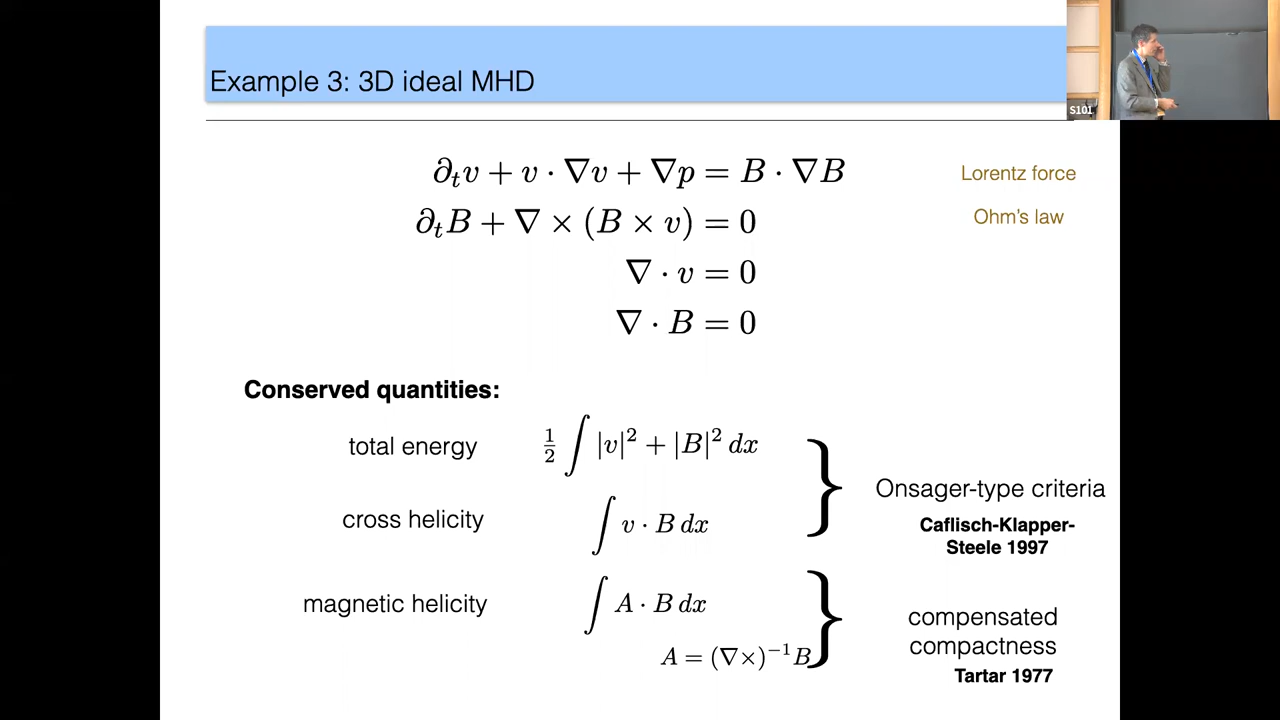 Example 3: 3D ideal MHD
S101
∂ₜv + v · ∇v + ∇p = B · ∇B
Lorentz force
∂ₜB + ∇ × (B × v) = 0
Ohm's law
∇ · v = 0
∇ · B = 0
Conserved quantities:
total energy
½ ∫ |v|² + |B|² dx
cross helicity
∫ v · B dx
Onsager-type criteria
Caflisch-Klapper-
Steele 1997
magnetic helicity
∫ A · B dx
A = (∇×)⁻¹B
compensated
compactness
Tartar 1977